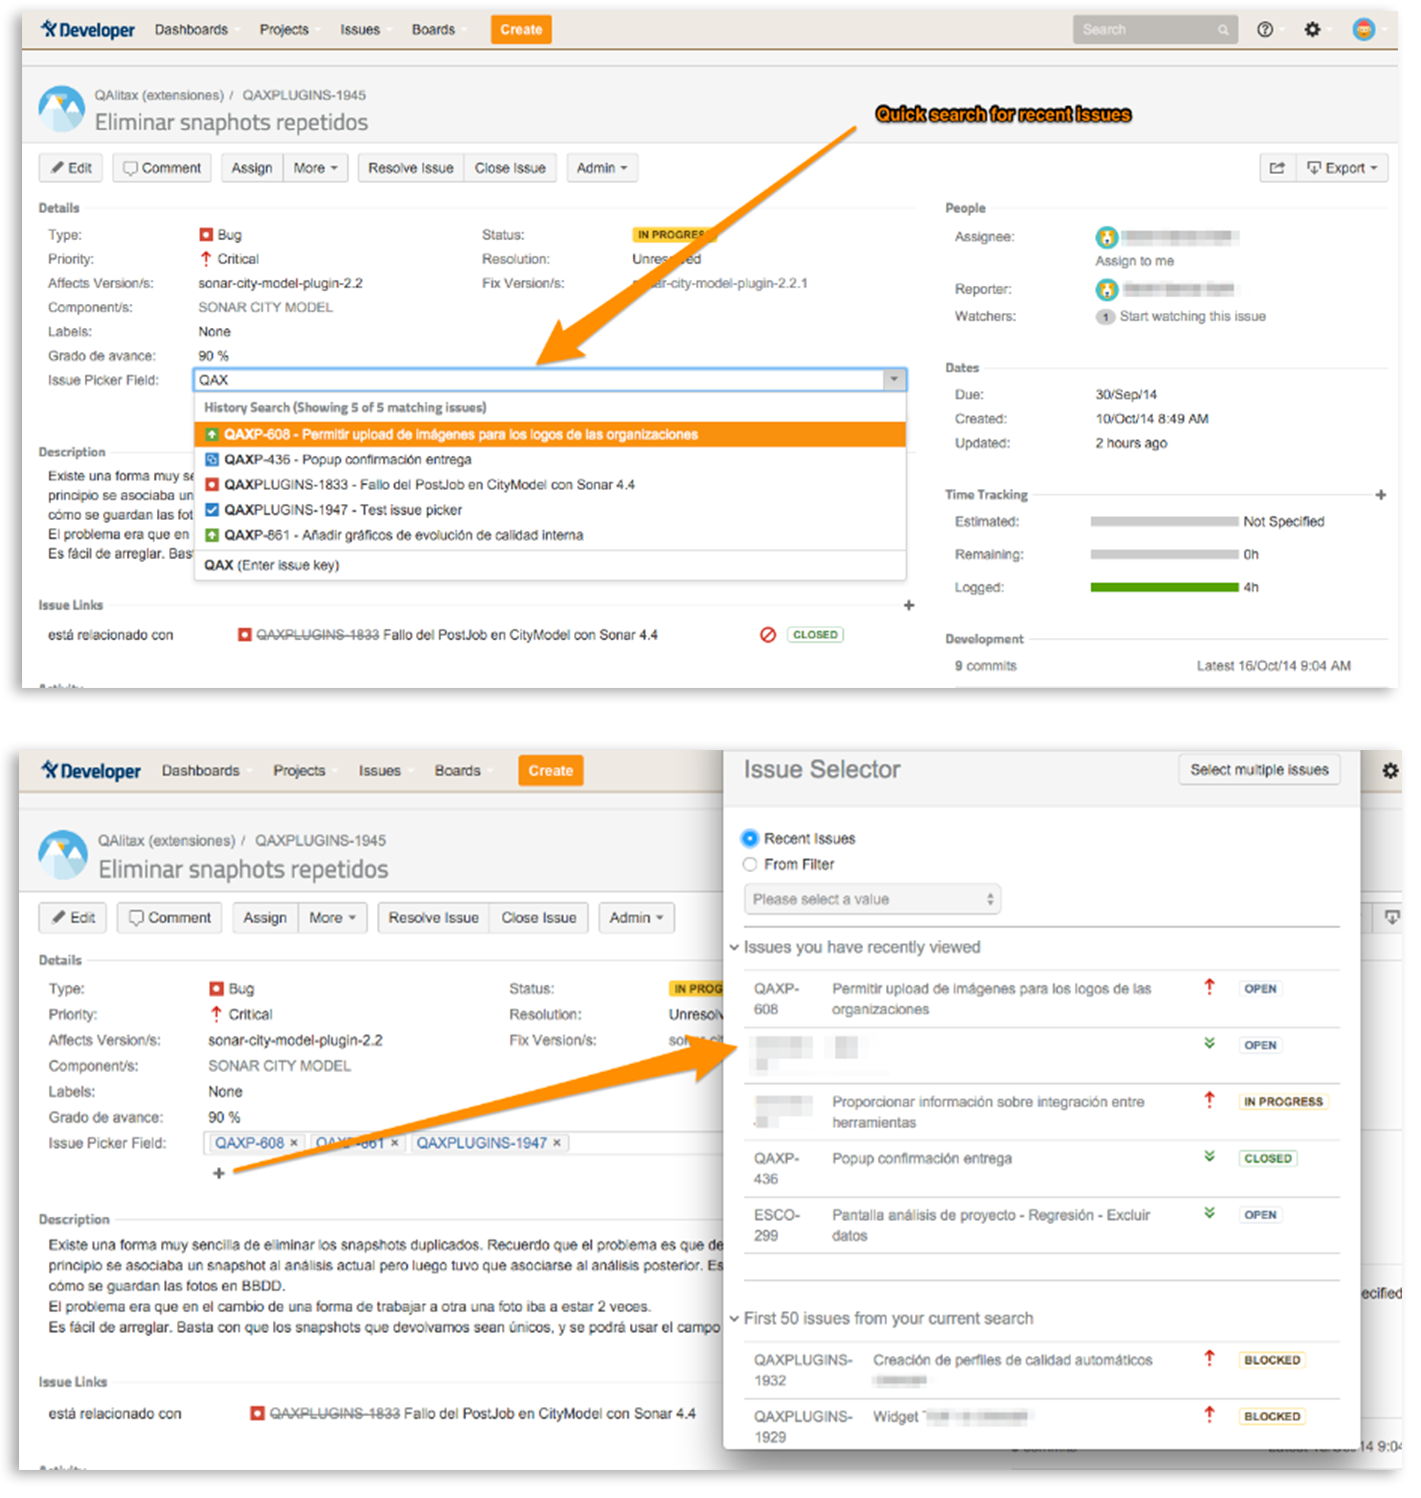 Developer Dashboards Projects Issues Boards Create Search
QAlitax (extensiones) / QAXPLUGINS-1945
Eliminar snaphots repetidos
Quick search for recent issues
Edit Comment Assign More Resolve Issue Close Issue Admin Export
Details
Type: Bug Status: IN PROGRESS
Priority: Critical Resolution: Unresolved
Affects Version/s: sonar-city-model-plugin-2.2 Fix Version/s: sonar-city-model-plugin-2.2.1
Component/s: SONAR CITY MODEL
Labels: None
Grado de avance: 90 %
Issue Picker Field: QAX
History Search (Showing 5 of 5 matching issues)
QAXP-608 - Permitir upload de imágenes para los logos de las organizaciones
QAXP-436 - Popup confirmación entrega
QAXPLUGINS-1833 - Fallo del PostJob en CityModel con Sonar 4.4
QAXPLUGINS-1947 - Test issue picker
QAXP-861 - Añadir gráficos de evolución de calidad interna
QAX (Enter issue key)
Description
Existe una forma muy se
principio se asociaba un
cómo se guardan las fot
El problema era que en
Es fácil de arreglar. Bas
Issue Links
está relacionado con QAXPLUGINS-1833 Fallo del PostJob en CityModel con Sonar 4.4 CLOSED
Activity
People
Assignee:
Assign to me
Reporter:
Watchers: 1 Start watching this issue
Dates
Due: 30/Sep/14
Created: 10/Oct/14 8:49 AM
Updated: 2 hours ago
Time Tracking
Estimated: Not Specified
Remaining: 0h
Logged: 4h
Development
9 commits Latest 16/Oct/14 9:04 AM
Developer Dashboards Projects Issues Boards Create
QAlitax (extensiones) / QAXPLUGINS-1945
Eliminar snaphots repetidos
Edit Comment Assign More Resolve Issue Close Issue Admin
Details
Type: Bug Status: IN PROG
Priority: Critical Resolution: Unresolv
Affects Version/s: sonar-city-model-plugin-2.2 Fix Version/s: sonar-cit
Component/s: SONAR CITY MODEL
Labels: None
Grado de avance: 90 %
Issue Picker Field: QAXP-608 × QAXP-861 × QAXPLUGINS-1947 ×
Description
Existe una forma muy sencilla de eliminar los snapshots duplicados. Recuerdo que el problema es que de
principio se asociaba un snapshot al análisis actual pero luego tuvo que asociarse al análisis posterior. Es
cómo se guardan las fotos en BBDD.
El problema era que en el cambio de una forma de trabajar a otra una foto iba a estar 2 veces.
Es fácil de arreglar. Basta con que los snapshots que devolvamos sean únicos, y se podrá usar el campo
Issue Links
está relacionado con QAXPLUGINS-1833 Fallo del PostJob en CityModel con Sonar 4.4
Activity
Issue Selector Select multiple issues
Recent Issues
From Filter
Please select a value
Issues you have recently viewed
QAXP- Permitir upload de imágenes para los logos de las OPEN
608 organizaciones
OPEN
Proporcionar información sobre integración entre IN PROGRESS
herramientas
QAXP- Popup confirmación entrega CLOSED
436
ESCO- Pantalla análisis de proyecto - Regresión - Excluir OPEN
299 datos
First 50 issues from your current search
QAXPLUGINS- Creación de perfiles de calidad automáticos BLOCKED
1932
QAXPLUGINS- Widget BLOCKED
1929
ecified
14 9:04